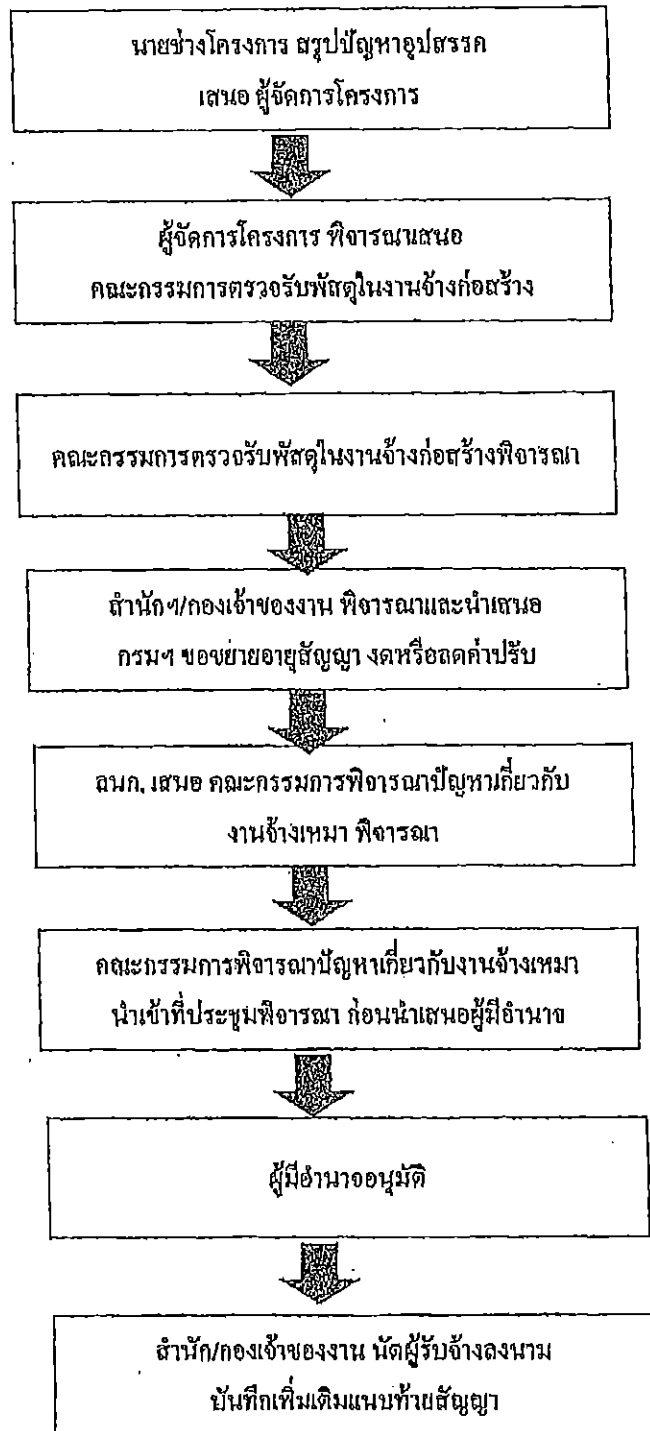 นายช่างโครงการ สรุปปัญหาอุปสรรค
เสนอ ผู้จัดการโครงการ
ผู้จัดการโครงการ พิจารณาเสนอ
คณะกรรมการตรวจรับพัสดุในงานจ้างก่อสร้าง
คณะกรรมการตรวจรับพัสดุในงานจ้างก่อสร้างพิจารณา
สำนักฯ/กองเจ้าของงาน พิจารณาและนำเสนอ
กรมฯ ขอขยายอายุสัญญา งดหรือลดค่าปรับ
สนก. เสนอ คณะกรรมการพิจารณาปัญหาเกี่ยวกับ
งานจ้างเหมา พิจารณา
คณะกรรมการพิจารณาปัญหาเกี่ยวกับงานจ้างเหมา
นำเข้าที่ประชุมพิจารณา ก่อนนำเสนอผู้มีอำนาจ
ผู้มีอำนาจอนุมัติ
สำนัก/กองเจ้าของงาน นัดผู้รับจ้างลงนาม
บันทึกเพิ่มเติมแนบท้ายสัญญา